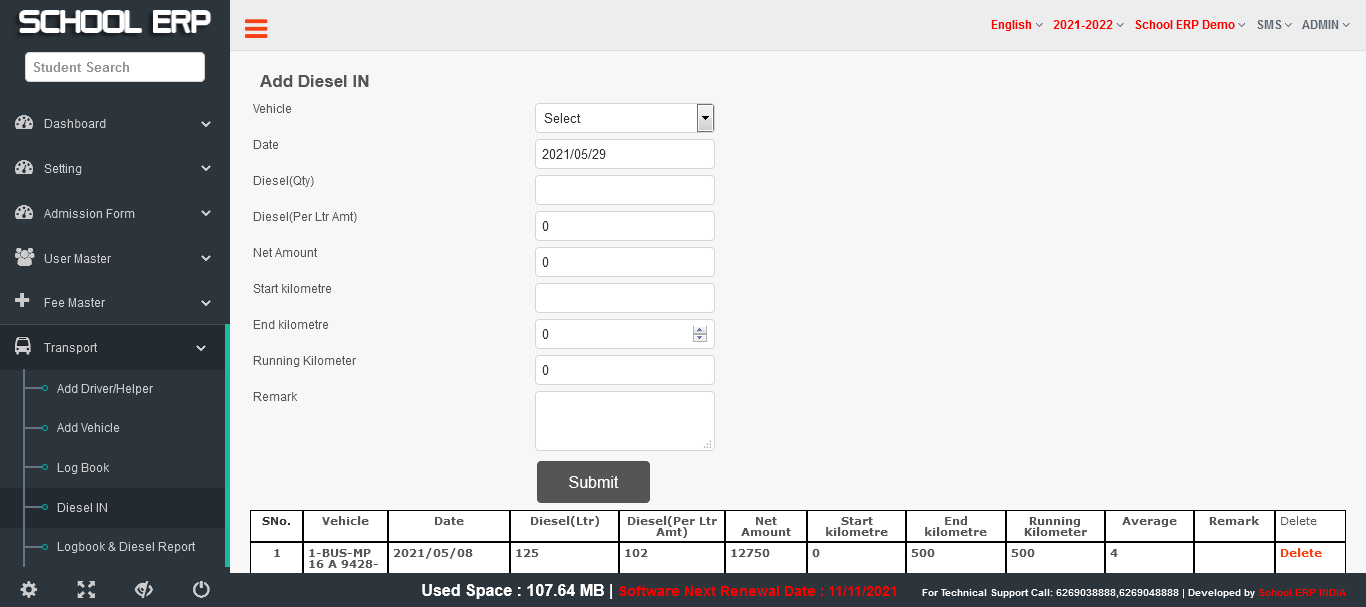 SCHOOL ERP
English 2021-2022 School ERP Demo SMS ADMIN
Student Search
Dashboard
Setting
Admission Form
User Master
Fee Master
Transport
Add Driver/Helper
Add Vehicle
Log Book
Diesel IN
Logbook & Diesel Report
Add Diesel IN
Vehicle Select
Date 2021/05/29
Diesel(Qty)
Diesel(Per Ltr Amt) 0
Net Amount 0
Start kilometre
End kilometre 0
Running Kilometer 0
Remark
Submit
SNo. Vehicle Date Diesel(Ltr) Diesel(Per Ltr Amt) Net Amount Start kilometre End kilometre Running Kilometer Average Remark Delete
1 1-BUS-MP 16 A 9428- 2021/05/08 125 102 12750 0 500 500 4 Delete
Used Space : 107.64 MB | Software Next Renewal Date : 11/11/2021 For Technical Support Call: 6269038888,6269048888 | Developed by School ERP INDIA